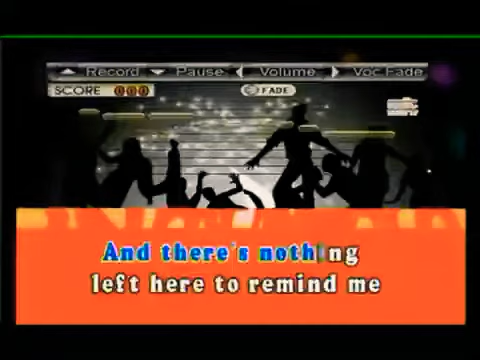 Record Pause Volume Voc Fade
SCORE 000 FADE
And there's nothing
left here to remind me